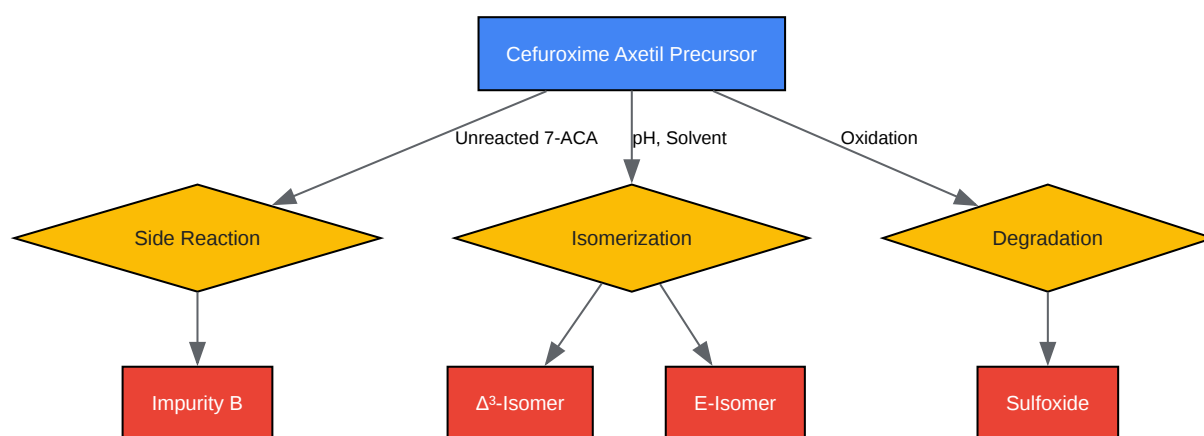 Cefuroxime Axetil Precursor
Unreacted 7-ACA
pH, Solvent
Oxidation
Side Reaction
Isomerization
Degradation
Impurity B
Δ³-Isomer
E-Isomer
Sulfoxide